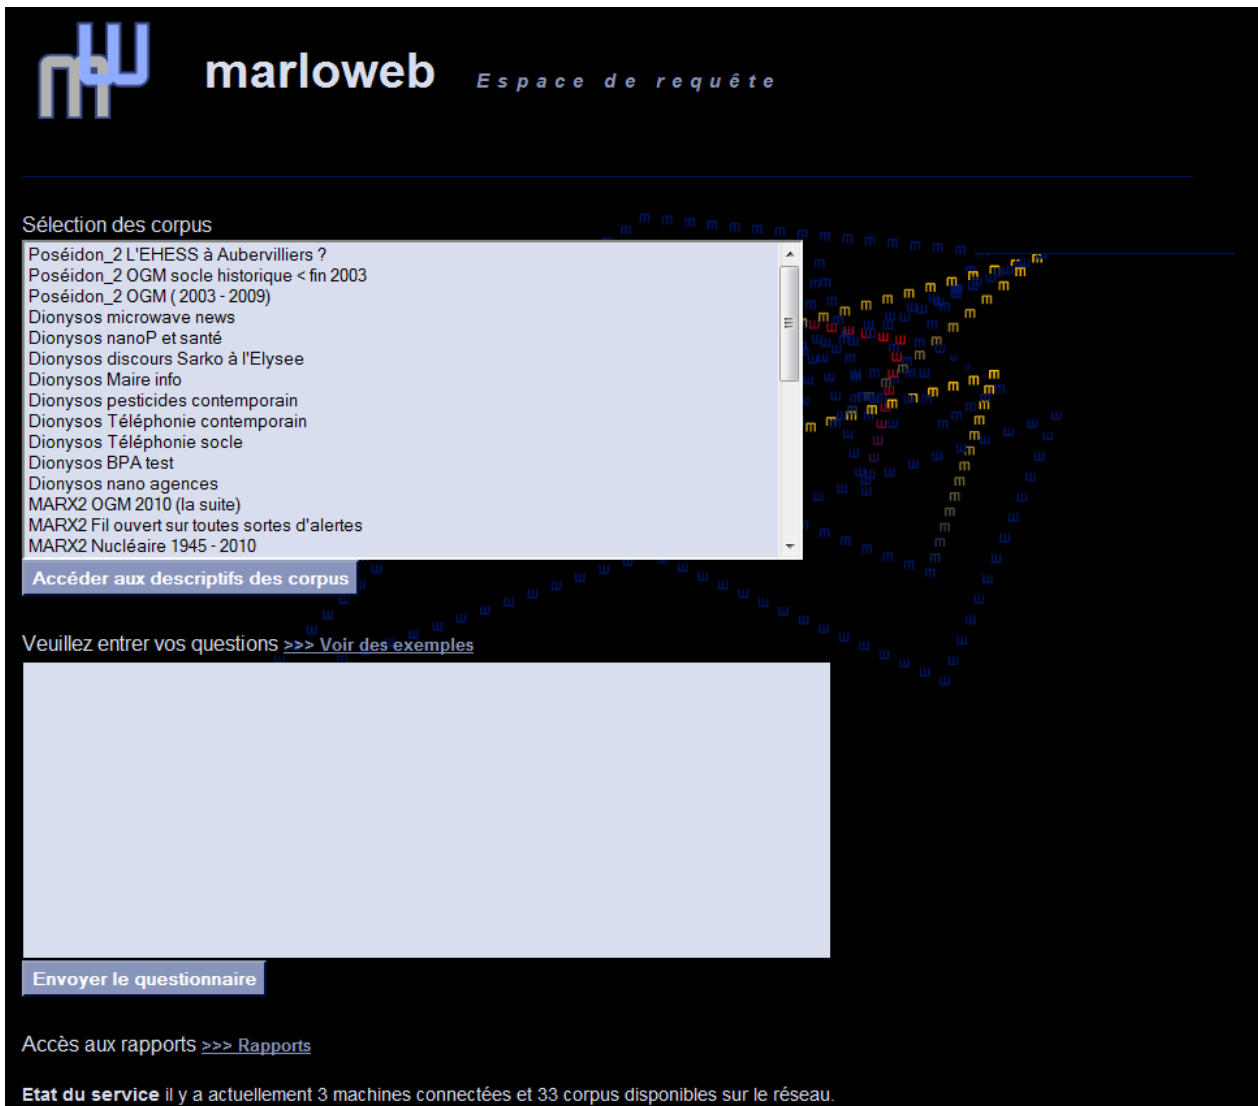 mw
marloweb Espace de requête
Sélection des corpus
Poséidon_2 L'EHESS à Aubervilliers ?
Poséidon_2 OGM socle historique < fin 2003
Poséidon_2 OGM ( 2003 - 2009)
Dionysos microwave news
Dionysos nanoP et santé
Dionysos discours Sarko à l'Elysee
Dionysos Maire info
Dionysos pesticides contemporain
Dionysos Téléphonie contemporain
Dionysos Téléphonie socle
Dionysos BPA test
Dionysos nano agences
MARX2 OGM 2010 (la suite)
MARX2 Fil ouvert sur toutes sortes d'alertes
MARX2 Nucléaire 1945 - 2010
Accéder aux descriptifs des corpus
Veuillez entrer vos questions >>> Voir des exemples
Envoyer le questionnaire
Accès aux rapports >>> Rapports
Etat du service il y a actuellement 3 machines connectées et 33 corpus disponibles sur le réseau.